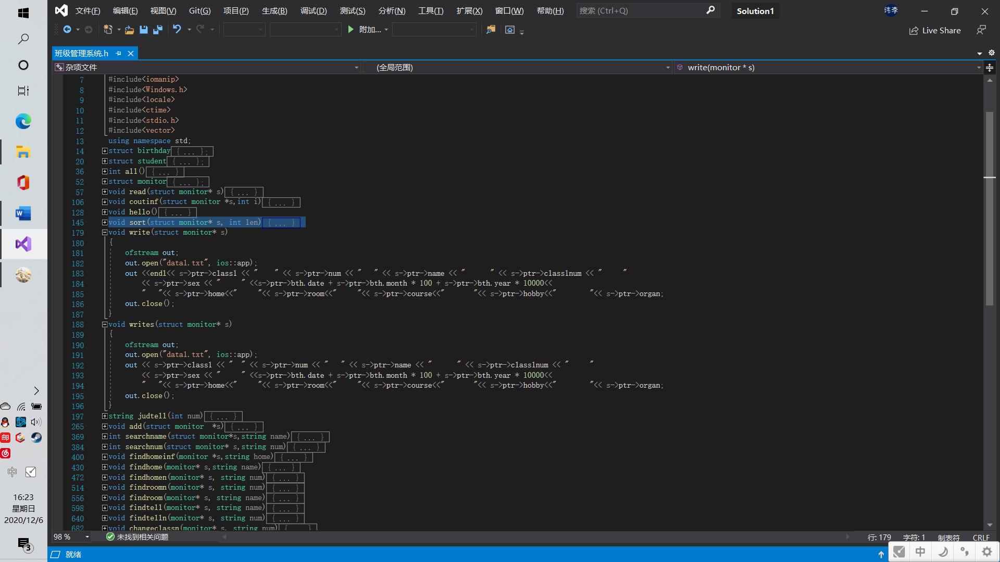 文件(F) 编辑(E) 视图(V) Git(G) 项目(P) 生成(B) 调试(D) 测试(S) 分析(N) 工具(T) 扩展(X) 窗口(W) 帮助(H) 搜索 (Ctrl+Q) Solution1 玮李
附加... Live Share
班级管理系统.h
杂项文件 (全局范围) write(monitor * s)
7 #include<iomanip>
8 #include<Windows.h>
9 #include<locale>
10 #include<ctime>
11 #include<stdio.h>
12 #include<vector>
13 using namespace std;
14 struct birthday{ ... };
20 struct student{ ... };
36 int all(){ ... }
52 struct monitor{ ... };
57 void read(struct monitor* s){ ... }
106 void coutinf(struct monitor *s,int i){ ... }
128 void hello(){ ... }
145 void sort(struct monitor* s, int len){ ... }
179 void write(struct monitor* s)
180 {
181 ofstream out;
182 out.open("data1.txt", ios::app);
183 out <<endl<< s->ptr->class1 << "    " << s->ptr->num << "   " << s->ptr->name << "      " << s->ptr->class1num << "     "
184 << s->ptr->sex << "     " <<s->ptr->bth.date + s->ptr->bth.month * 100 + s->ptr->bth.year * 10000<<
185 "   "<< s->ptr->home<<"     "<< s->ptr->room<<"     "<< s->ptr->course<<"       "<< s->ptr->hobby<<"        "<< s->ptr->organ;
186 out.close();
187 }
188 void writes(struct monitor* s)
189 {
190 ofstream out;
191 out.open("data1.txt", ios::app);
192 out << s->ptr->class1 << "  " << s->ptr->num << "   " << s->ptr->name << "      " << s->ptr->class1num << "     "
193 << s->ptr->sex << "     " <<s->ptr->bth.date + s->ptr->bth.month * 100 + s->ptr->bth.year * 10000<<
194 "   "<< s->ptr->home<<"     "<< s->ptr->room<<"     "<< s->ptr->course<<"       "<< s->ptr->hobby<<"        "<< s->ptr->organ;
195 out.close();
196 }
197 string judtell(int num){ ... }
265 void add(struct monitor  *s){ ... }
369 int searchname(struct monitor*s,string name){ ... }
384 int searchnum(struct monitor* s,string num){ ... }
400 void findhomeinf(monitor *s,string home){ ... }
430 void findhome(monitor* s,string name){ ... }
472 void findhomen(monitor* s, string num){ ... }
514 void findroomn(monitor* s, string num){ ... }
556 void findroom(monitor* s, string name){ ... }
598 void findtell(monitor* s, string name){ ... }
640 void findtelln(monitor* s, string num){ ... }
682 void changeclassn(monitor* s, string num){ ... }
98 % 未找到相关问题 行: 179 字符: 1 制表符 CRLF
就绪
中
邮
中
16:23
星期日
2020/12/6
3